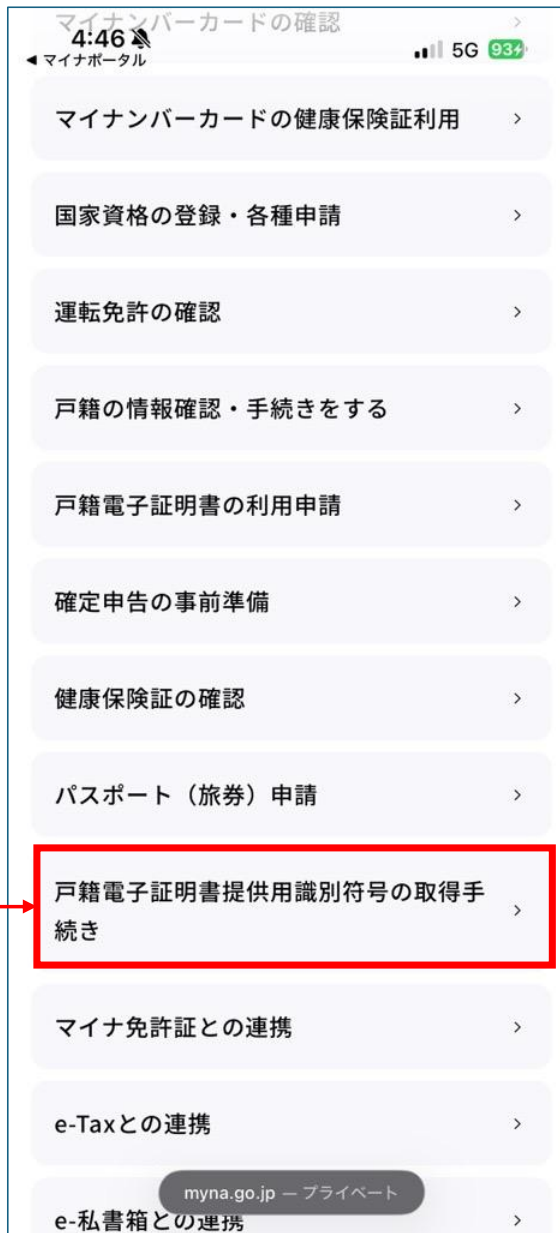 マイナンバーカードの確認
4:46
5G 93
◀ マイナポータル
マイナンバーカードの健康保険証利用
国家資格の登録・各種申請
運転免許の確認
戸籍の情報確認・手続きをする
戸籍電子証明書の利用申請
確定申告の事前準備
健康保険証の確認
パスポート（旅券）申請
戸籍電子証明書提供用識別符号の取得手
続き
マイナ免許証との連携
e-Taxとの連携
myna.go.jp — プライベート
e-私書箱との連携